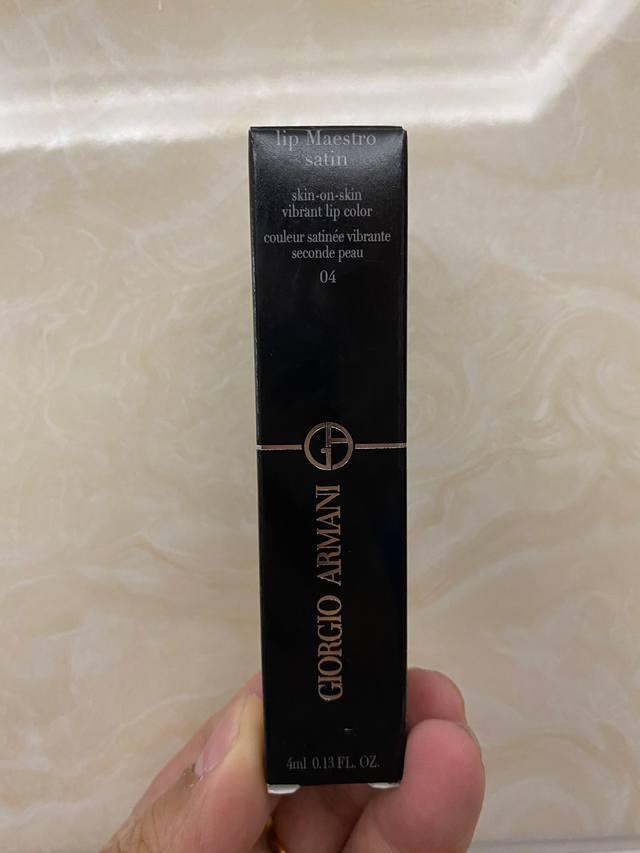 lip Maestro
satin
skin-on-skin
vibrant lip color
couleur satinée vibrante
seconde peau
04
GA
GIORGIO ARMANI
4ml 0.13 FL. OZ.